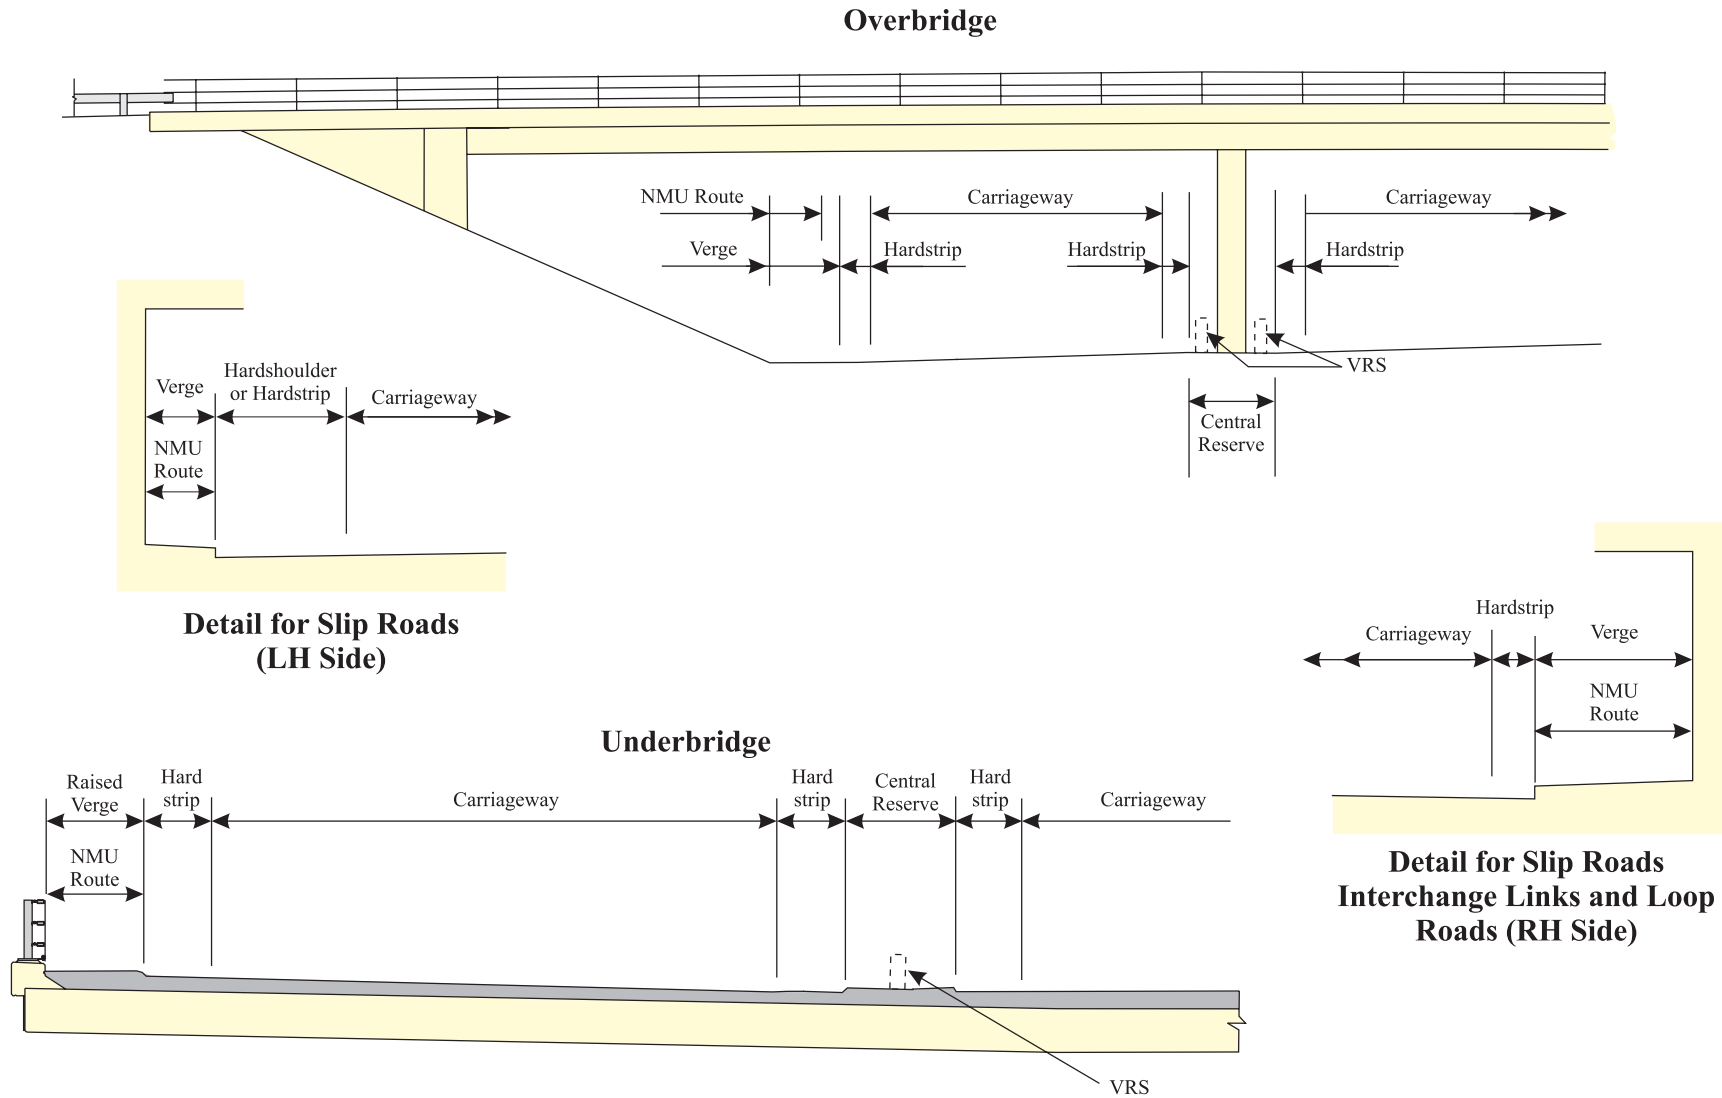 Overbridge
NMU Route
Carriageway
Carriageway
Verge
Hardstrip
Hardstrip
Hardstrip
VRS
Central
Reserve
Verge
Hardshoulder
or Hardstrip
Carriageway
NMU
Route
Detail for Slip Roads
(LH Side)
Hardstrip
Carriageway
Verge
NMU
Route
Detail for Slip Roads
Interchange Links and Loop
Roads (RH Side)
Underbridge
Raised
Verge
Hard
strip
Carriageway
Hard
strip
Central
Reserve
Hard
strip
Carriageway
NMU
Route
VRS